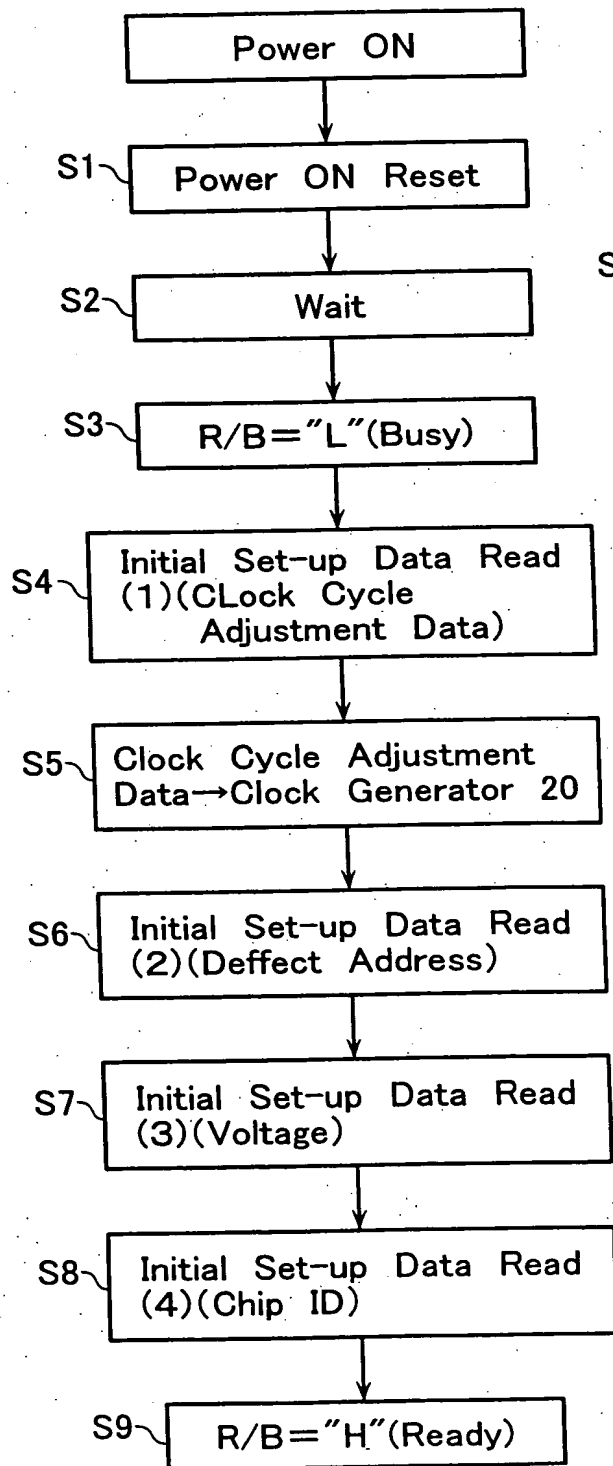 Power ON
S1
Power ON Reset
S
S2
Wait
S3
R/B="L"(Busy)
S4
Initial Set-up Data Read
(1)(CLock Cycle
Adjustment Data)
S5
Clock Cycle Adjustment
Data→Clock Generator 20
S6
Initial Set-up Data Read
(2)(Deffect Address)
S7
Initial Set-up Data Read
(3)(Voltage)
S8
Initial Set-up Data Read
(4)(Chip ID)
S9
R/B="H"(Ready)